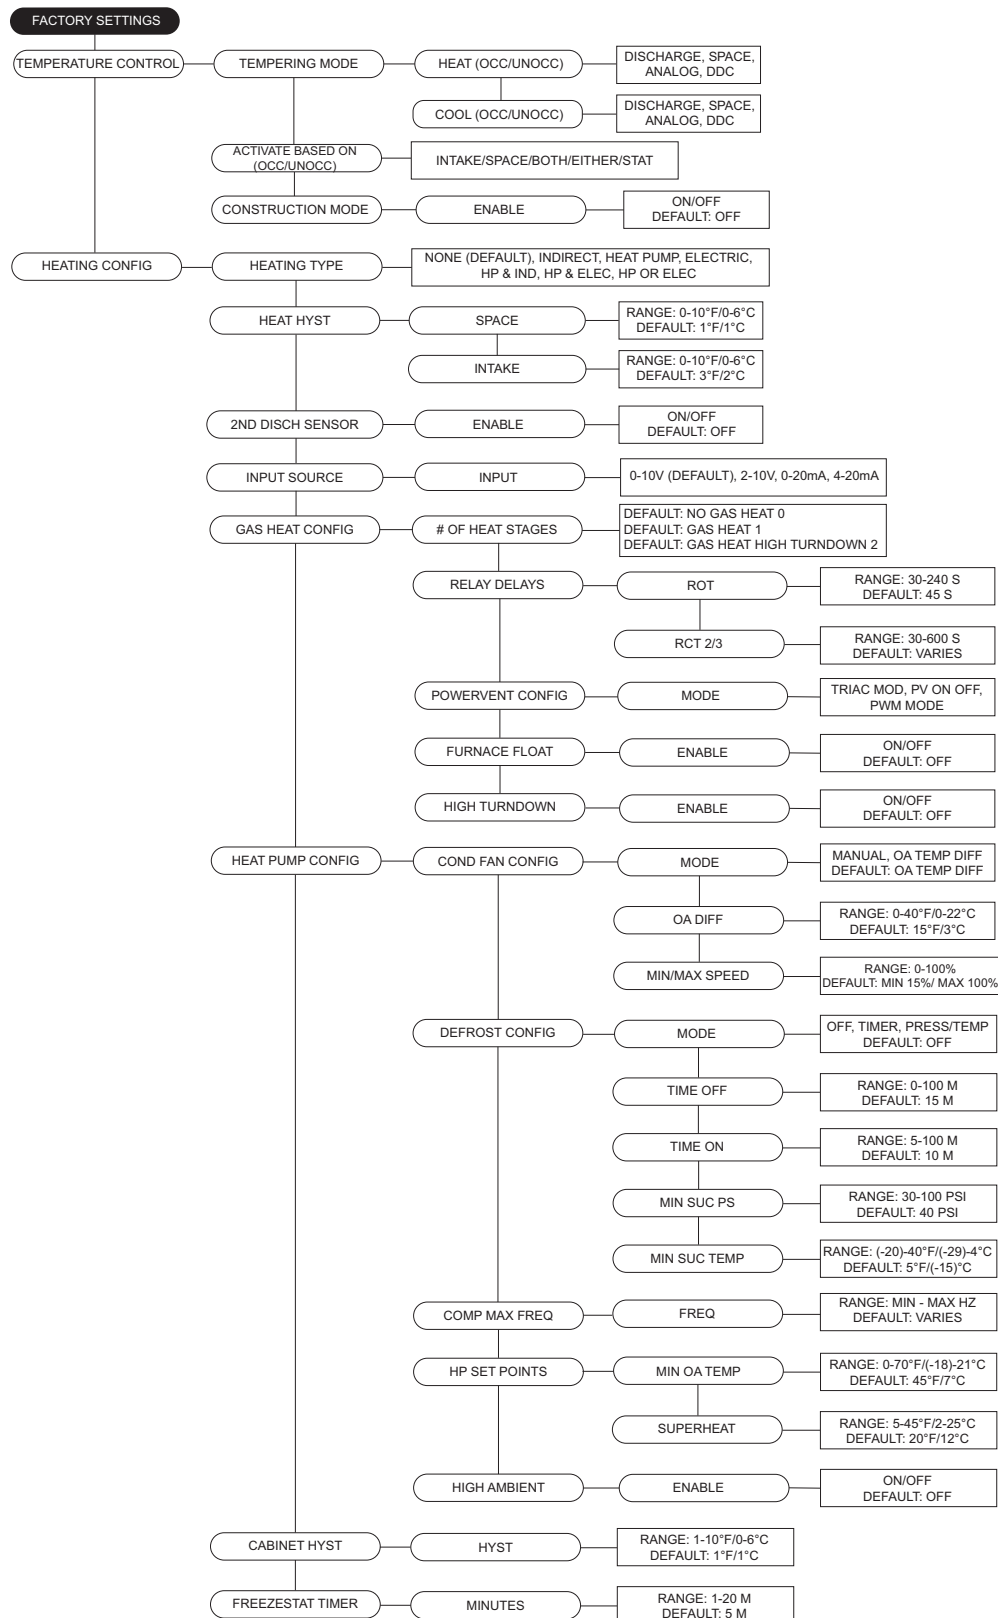 FACTORY SETTINGS
TEMPERATURE CONTROL
TEMPERING MODE
HEAT (OCC/UNOCC)
DISCHARGE, SPACE,
ANALOG, DDC
COOL (OCC/UNOCC)
DISCHARGE, SPACE,
ANALOG, DDC
ACTIVATE BASED ON
(OCC/UNOCC)
INTAKE/SPACE/BOTH/EITHER/STAT
CONSTRUCTION MODE
ENABLE
ON/OFF
DEFAULT: OFF
HEATING CONFIG
HEATING TYPE
NONE (DEFAULT), INDIRECT, HEAT PUMP, ELECTRIC,
HP & IND, HP & ELEC, HP OR ELEC
HEAT HYST
SPACE
RANGE: 0-10°F/0-6°C
DEFAULT: 1°F/1°C
INTAKE
RANGE: 0-10°F/0-6°C
DEFAULT: 3°F/2°C
2ND DISCH SENSOR
ENABLE
ON/OFF
DEFAULT: OFF
INPUT SOURCE
INPUT
0-10V (DEFAULT), 2-10V, 0-20mA, 4-20mA
GAS HEAT CONFIG
# OF HEAT STAGES
DEFAULT: NO GAS HEAT 0
DEFAULT: GAS HEAT 1
DEFAULT: GAS HEAT HIGH TURNDOWN 2
RELAY DELAYS
ROT
RANGE: 30-240 S
DEFAULT: 45 S
RCT 2/3
RANGE: 30-600 S
DEFAULT: VARIES
POWERVENT CONFIG
MODE
TRIAC MOD, PV ON OFF,
PWM MODE
FURNACE FLOAT
ENABLE
ON/OFF
DEFAULT: OFF
HIGH TURNDOWN
ENABLE
ON/OFF
DEFAULT: OFF
HEAT PUMP CONFIG
COND FAN CONFIG
MODE
MANUAL, OA TEMP DIFF
DEFAULT: OA TEMP DIFF
OA DIFF
RANGE: 0-40°F/0-22°C
DEFAULT: 15°F/3°C
MIN/MAX SPEED
RANGE: 0-100%
DEFAULT: MIN 15%/ MAX 100%
DEFROST CONFIG
MODE
OFF, TIMER, PRESS/TEMP
DEFAULT: OFF
TIME OFF
RANGE: 0-100 M
DEFAULT: 15 M
TIME ON
RANGE: 5-100 M
DEFAULT: 10 M
MIN SUC PS
RANGE: 30-100 PSI
DEFAULT: 40 PSI
MIN SUC TEMP
RANGE: (-20)-40°F/(-29)-4°C
DEFAULT: 5°F/(-15)°C
COMP MAX FREQ
FREQ
RANGE: MIN - MAX HZ
DEFAULT: VARIES
HP SET POINTS
MIN OA TEMP
RANGE: 0-70°F/(-18)-21°C
DEFAULT: 45°F/7°C
SUPERHEAT
RANGE: 5-45°F/2-25°C
DEFAULT: 20°F/12°C
HIGH AMBIENT
ENABLE
ON/OFF
DEFAULT: OFF
CABINET HYST
HYST
RANGE: 1-10°F/0-6°C
DEFAULT: 1°F/1°C
FREEZESTAT TIMER
MINUTES
RANGE: 1-20 M
DEFAULT: 5 M